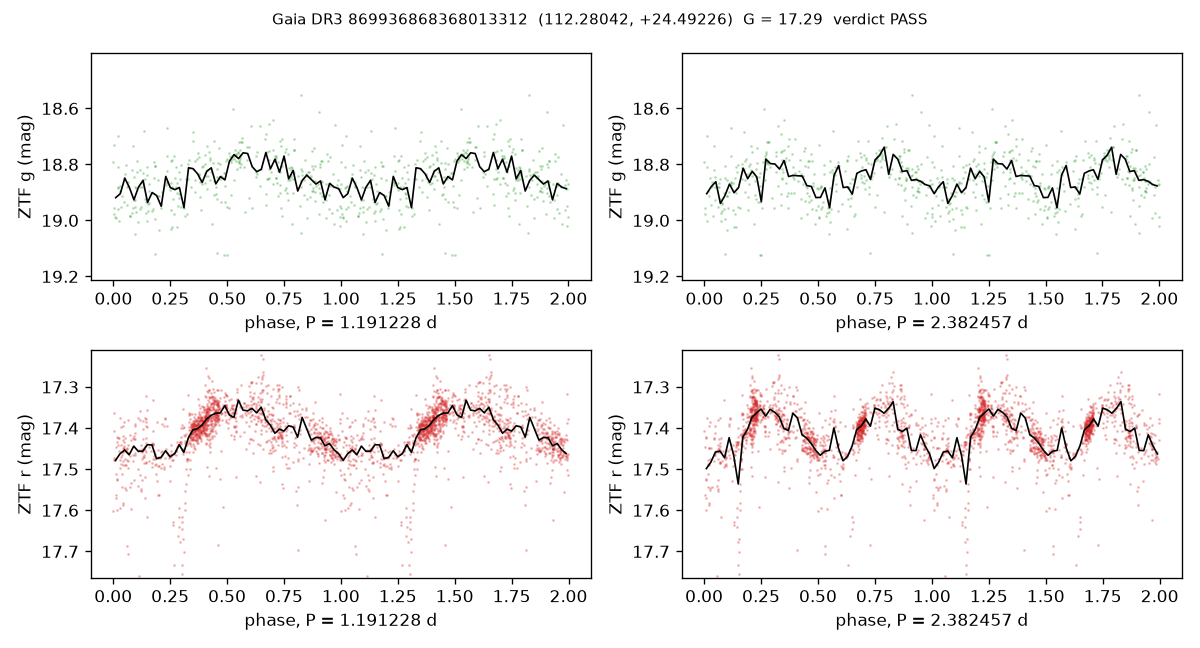 Gaia DR3 869936868368013312  (112.28042, +24.49226)  G = 17.29  verdict PASS
ZTF g (mag)
18.6
18.8
19.0
19.2
0.00 0.25 0.50 0.75 1.00 1.25 1.50 1.75 2.00
phase, P = 1.191228 d
ZTF g (mag)
18.6
18.8
19.0
19.2
0.00 0.25 0.50 0.75 1.00 1.25 1.50 1.75 2.00
phase, P = 2.382457 d
ZTF r (mag)
17.3
17.4
17.5
17.6
17.7
0.00 0.25 0.50 0.75 1.00 1.25 1.50 1.75 2.00
phase, P = 1.191228 d
ZTF r (mag)
17.3
17.4
17.5
17.6
17.7
0.00 0.25 0.50 0.75 1.00 1.25 1.50 1.75 2.00
phase, P = 2.382457 d